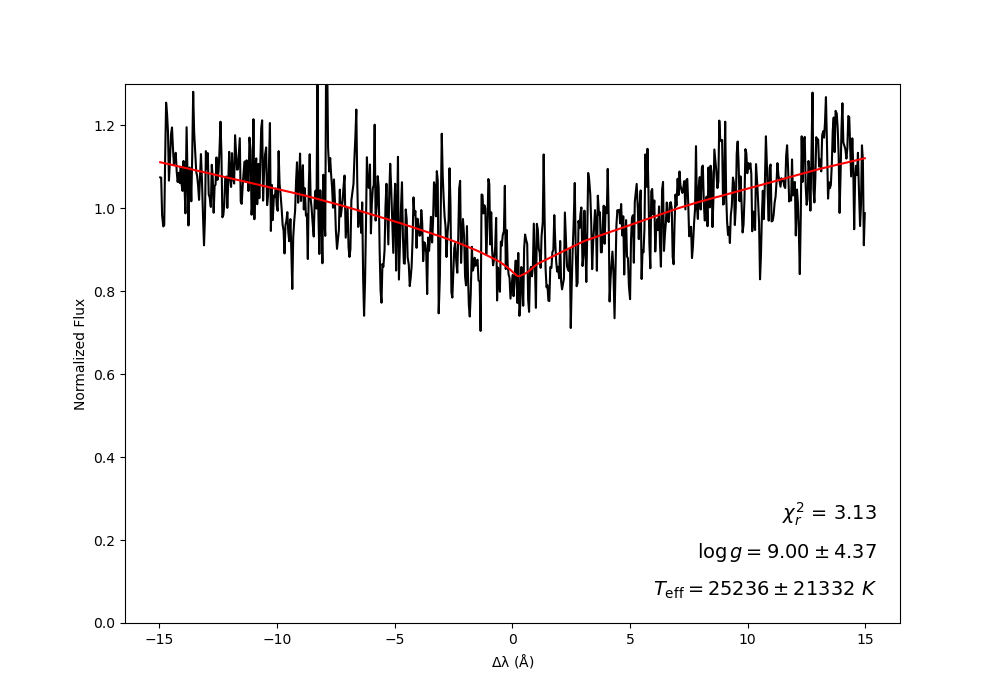 1.2
1.0
0.8
0.6
0.4
0.2
0.0
Normalized Flux
χ²ᵣ = 3.13
log g = 9.00 ± 4.37
T_eff = 25236 ± 21332 K
−15 −10 −5 0 5 10 15
Δλ (Å)